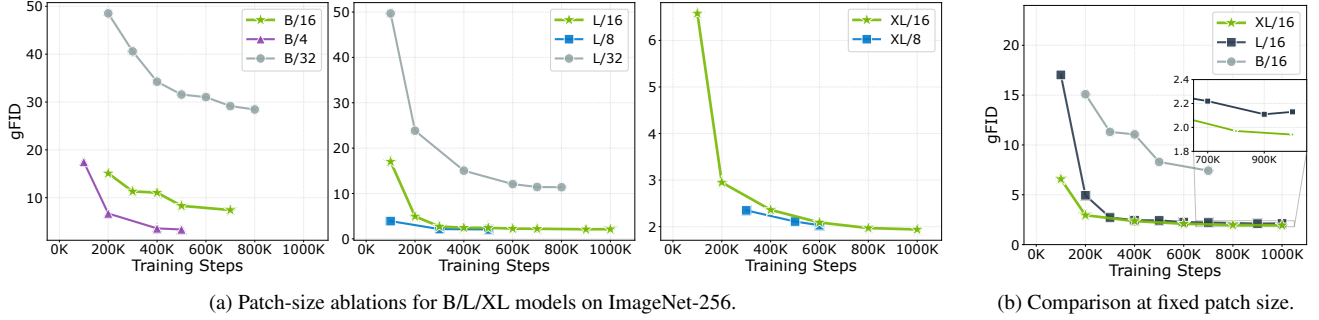 50
40
30
20
10
gFID
B/16
B/4
B/32
0K 200K 400K 600K 800K 1000K
Training Steps
50
40
30
20
10
0
L/16
L/8
L/32
0K 200K 400K 600K 800K 1000K
Training Steps
6
5
4
3
2
XL/16
XL/8
0K 200K 400K 600K 800K 1000K
Training Steps
(a) Patch-size ablations for B/L/XL models on ImageNet-256.
20
15
10
5
0
gFID
XL/16
L/16
B/16
2.4
2.2
2.0
1.8
700K 900K
0K 200K 400K 600K 800K 1000K
Training Steps
(b) Comparison at fixed patch size.